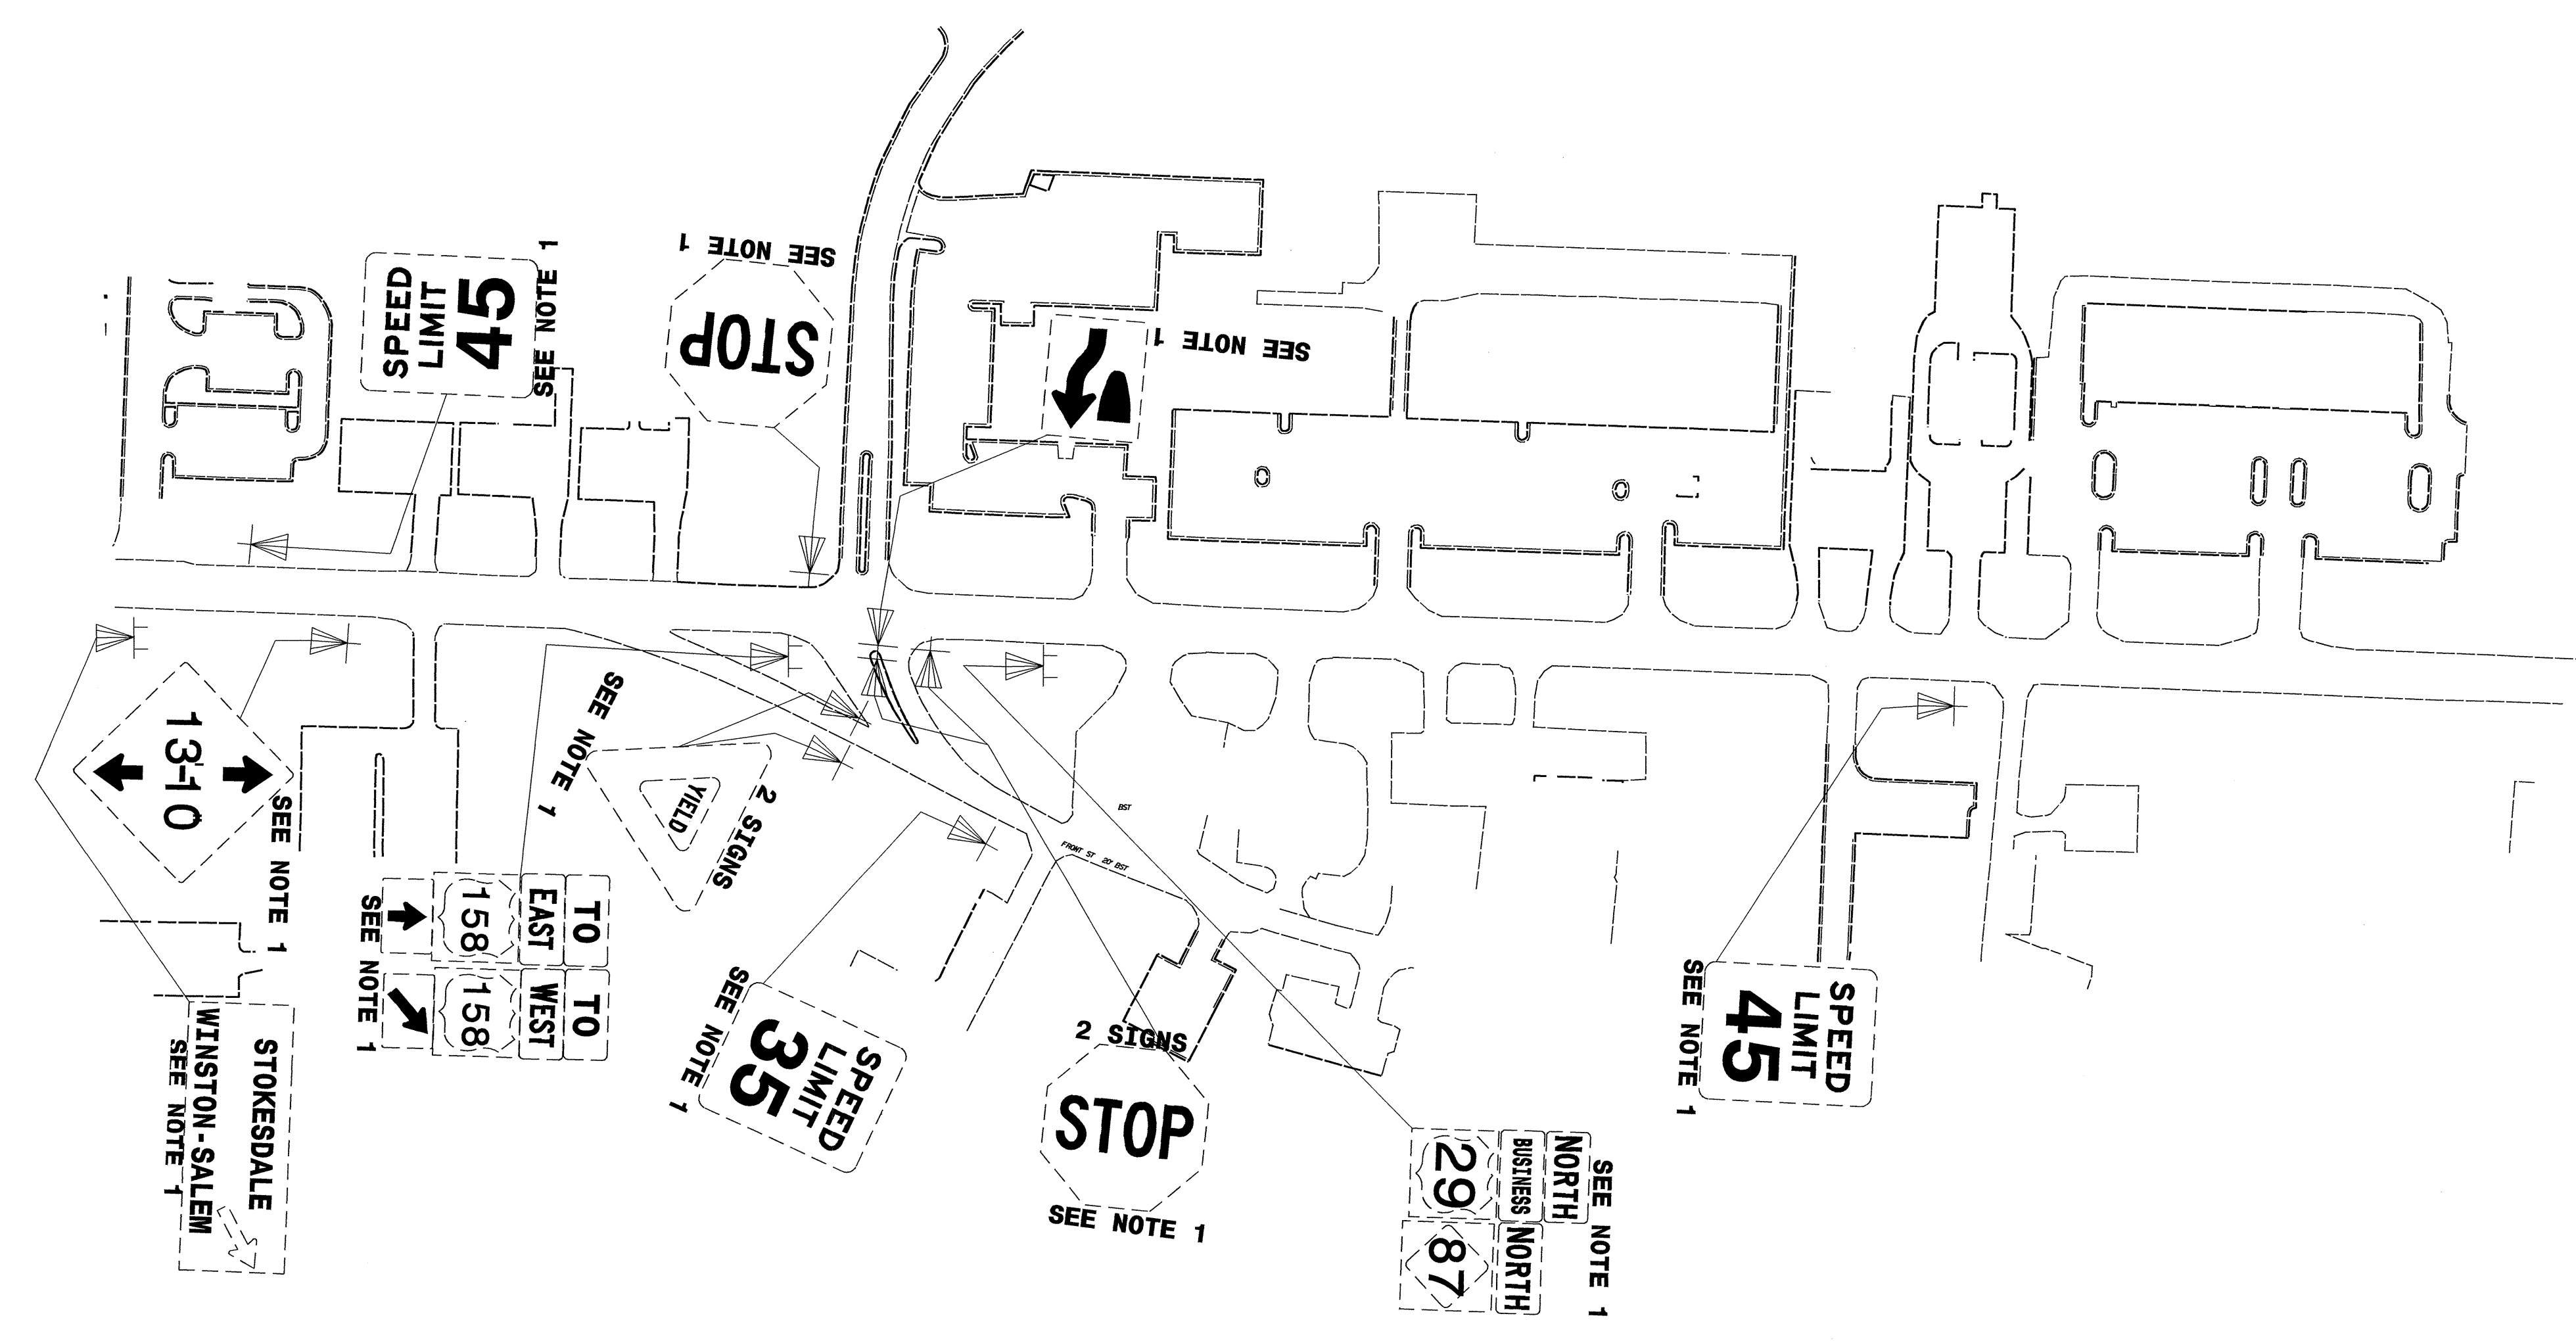 SPEED
LIMIT
45
SEE NOTE 1
SEE NOTE 1
STOP
SEE NOTE 1
13-10
SEE NOTE 1
SEE NOTE 1
YIELD
2 SIGNS
BST
FRONT ST 20' BST
TO
EAST
158
TO
WEST
158
SEE NOTE 1
STOKESDALE
WINSTON-SALEM
SEE NOTE 1
SPEED
LIMIT
35
SEE NOTE 1
2 SIGNS
STOP
SEE NOTE 1
NORTH
BUSINESS
29
NORTH
87
SEE NOTE 1
SPEED
LIMIT
45
SEE NOTE 1